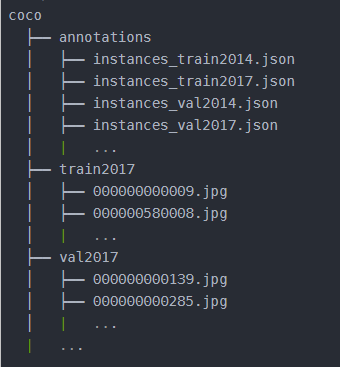 coco
├── annotations
│   ├── instances_train2014.json
│   ├── instances_train2017.json
│   ├── instances_val2014.json
│   ├── instances_val2017.json
│   |   ...
├── train2017
│   ├── 000000000009.jpg
│   ├── 000000580008.jpg
│   |   ...
├── val2017
│   ├── 000000000139.jpg
│   ├── 000000000285.jpg
│   |   ...
|   ...